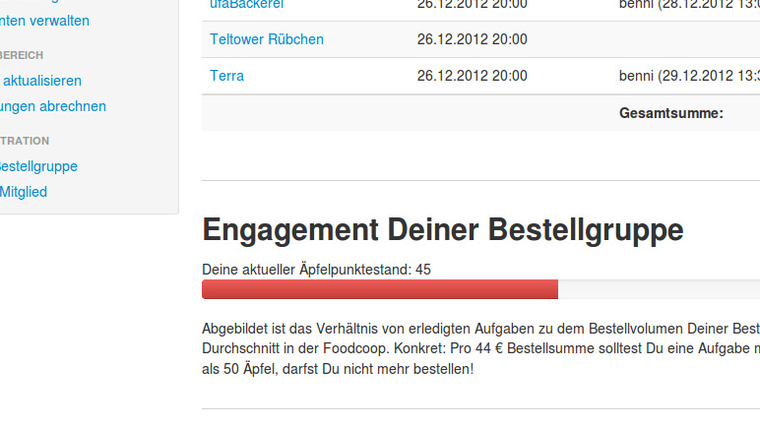 ufaBäckerei 26.12.2012 20:00 benni (28.12.2012 13:
nten verwalten
Teltower Rübchen 26.12.2012 20:00
BEREICH
Terra 26.12.2012 20:00 benni (29.12.2012 13:3
aktualisieren
ungen abrechnen
Gesamtsumme:
TRATION
Bestellgruppe
Mitglied
Engagement Deiner Bestellgruppe
Deine aktueller Äpfelpunktestand: 45
Abgebildet ist das Verhältnis von erledigten Aufgaben zu dem Bestellvolumen Deiner Best
Durchschnitt in der Foodcoop. Konkret: Pro 44 € Bestellsumme solltest Du eine Aufgabe m
als 50 Äpfel, darfst Du nicht mehr bestellen!